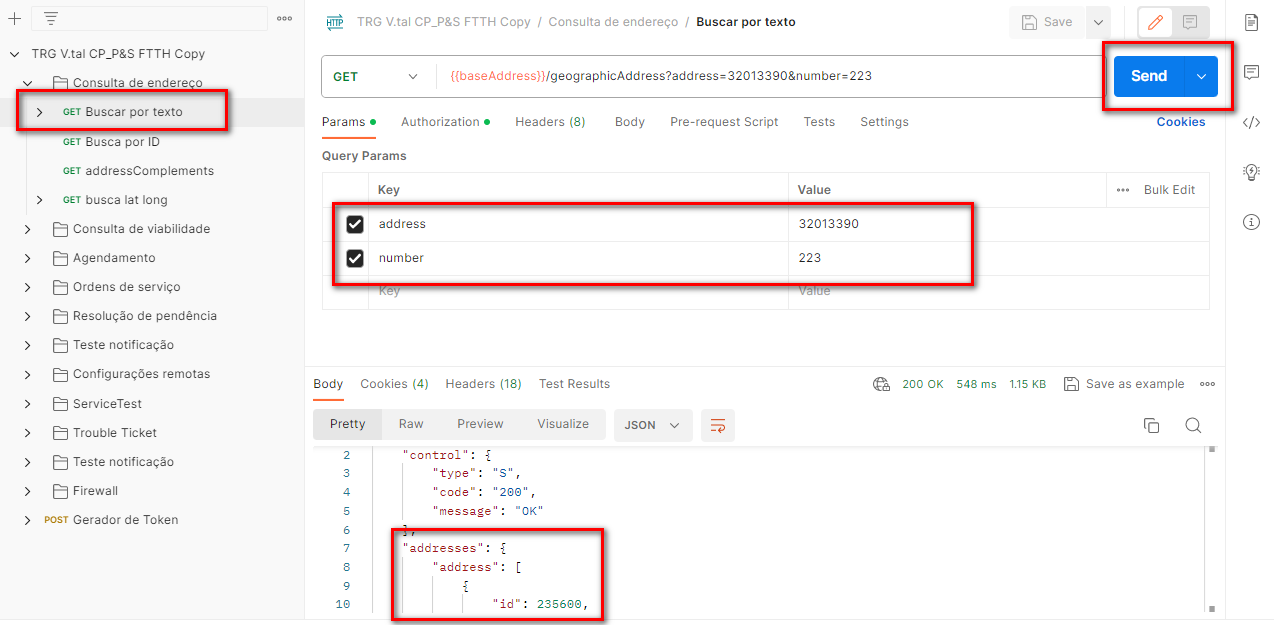 HTTP TRG V.tal CP_P&S FTTH Copy / Consulta de endereço / Buscar por texto
Save
TRG V.tal CP_P&S FTTH Copy
Consulta de endereço
GET Buscar por texto
GET Busca por ID
GET addressComplements
GET busca lat long
Consulta de viabilidade
Agendamento
Ordens de serviço
Resolução de pendência
Teste notificação
Configurações remotas
ServiceTest
Trouble Ticket
Teste notificação
Firewall
POST Gerador de Token
GET {{baseAddress}}/geographicAddress?address=32013390&number=223
Send
Params Authorization Headers (8) Body Pre-request Script Tests Settings Cookies
Query Params
Key Value Bulk Edit
address 32013390
number 223
Key Value
Body Cookies (4) Headers (18) Test Results 200 OK 548 ms 1.15 KB Save as example
Pretty Raw Preview Visualize JSON
2 "control": {
3 "type": "S",
4 "code": "200",
5 "message": "OK"
6 },
7 "addresses": {
8 "address": [
9 {
10 "id": 235600,